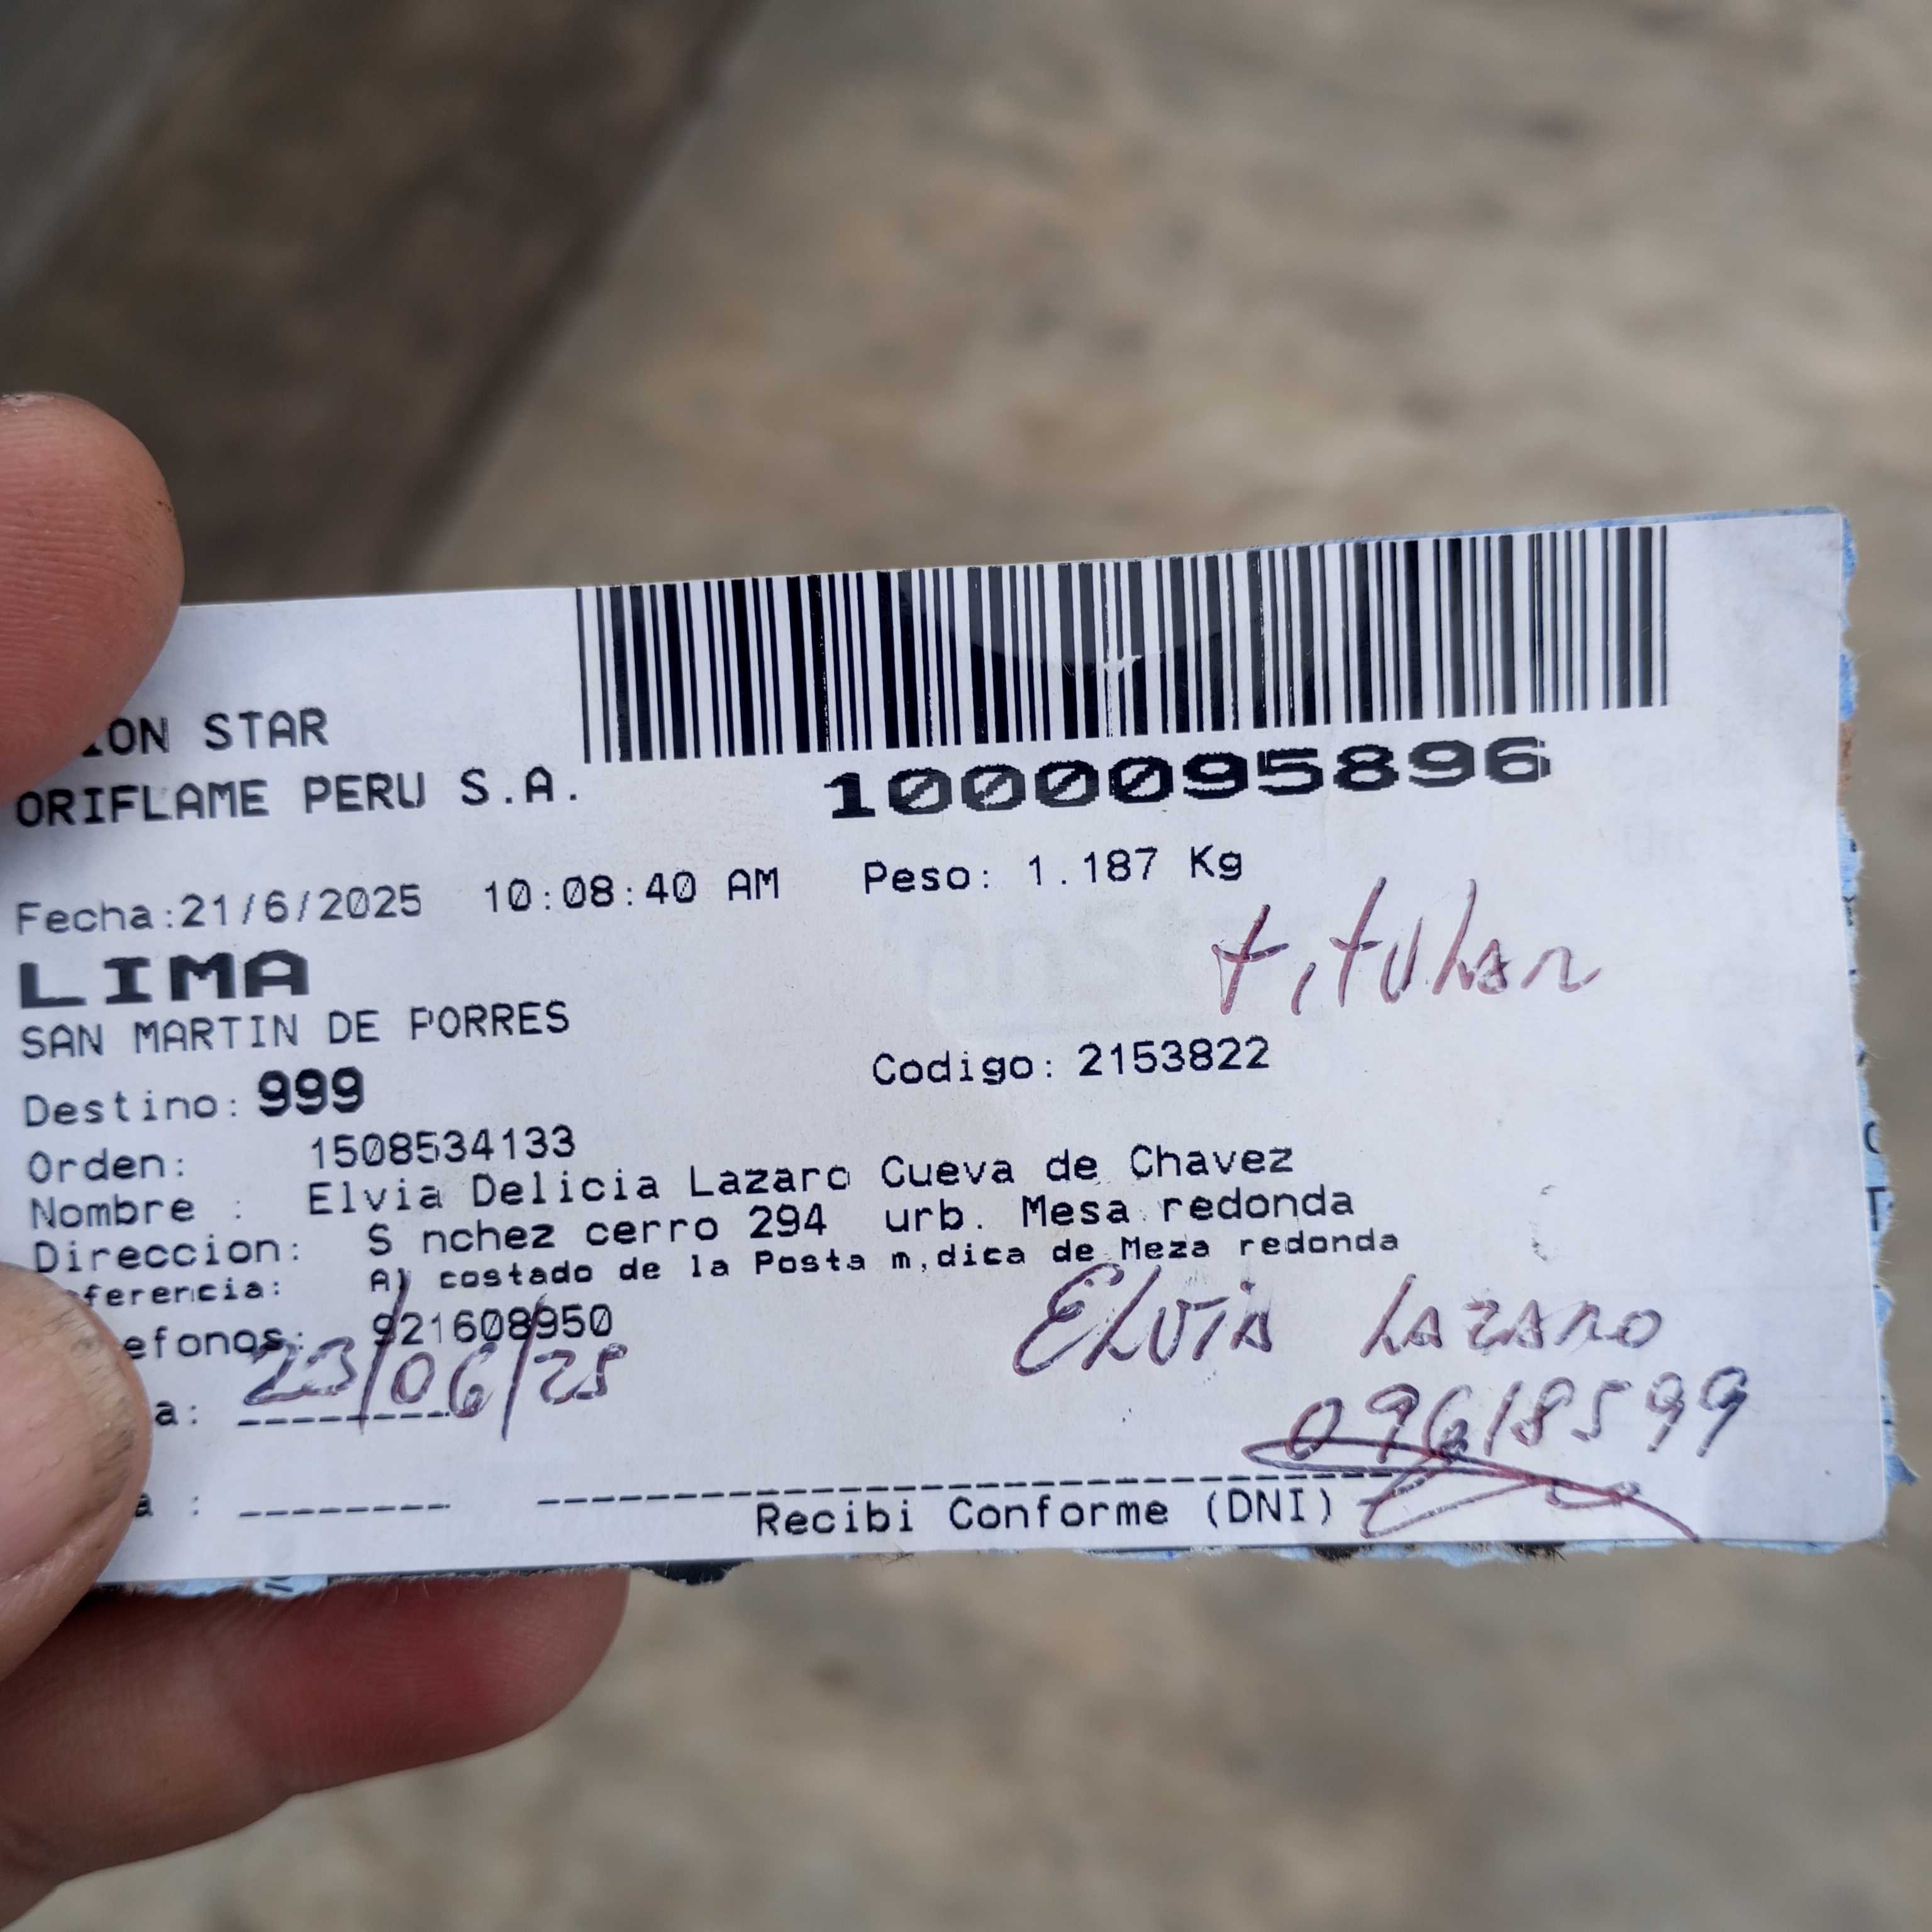 ION STAR
ORIFLAME PERU S.A.
1000095896
Fecha:21/6/2025 10:08:40 AM Peso: 1.187 Kg
titular
LIMA
SAN MARTIN DE PORRES
Destino: 999 Codigo: 2153822
Orden: 1508534133
Nombre : Elvia Delicia Lazaro Cueva de Chavez
Direccion: S nchez cerro 294 urb. Mesa redonda
ferencia: Al costado de la Posta m,dica de Meza redonda
efonos: 921608950
Elvia Lazaro
a: 23/06/25
09618599
a :
Recibi Conforme (DNI)